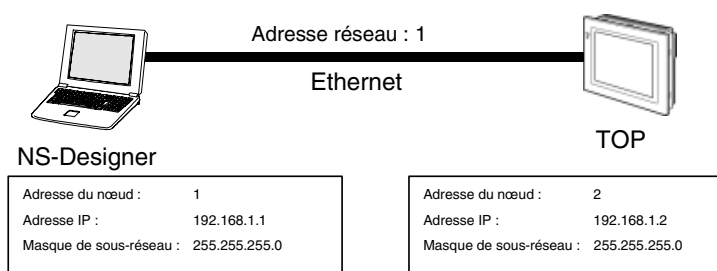 Adresse réseau : 1
Ethernet
NS-Designer
TOP
Adresse du nœud : 1
Adresse IP : 192.168.1.1
Masque de sous-réseau : 255.255.255.0
Adresse du nœud : 2
Adresse IP : 192.168.1.2
Masque de sous-réseau : 255.255.255.0